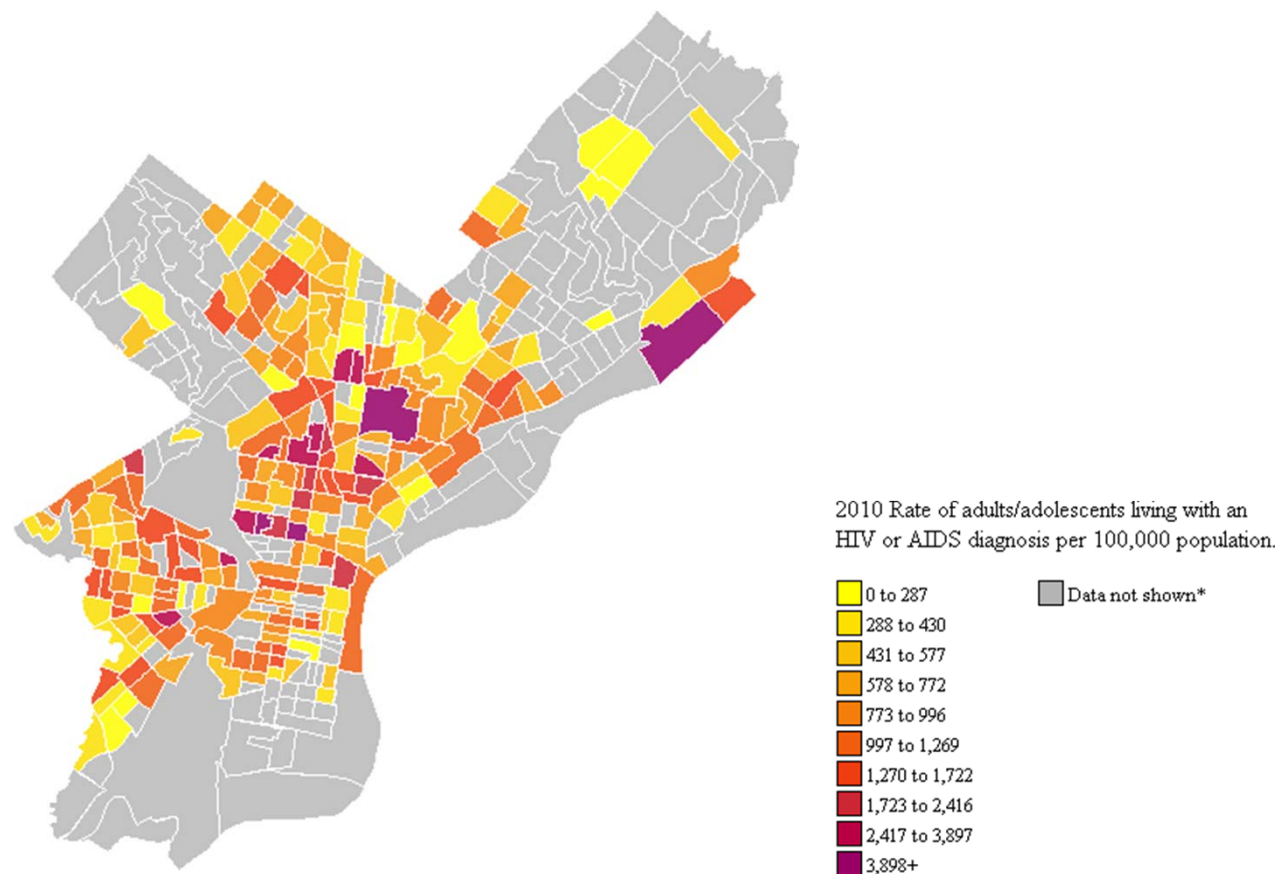 2010 Rate of adults/adolescents living with an
HIV or AIDS diagnosis per 100,000 population.
0 to 287
Data not shown*
288 to 430
431 to 577
578 to 772
773 to 996
997 to 1,269
1,270 to 1,722
1,723 to 2,416
2,417 to 3,897
3,898+